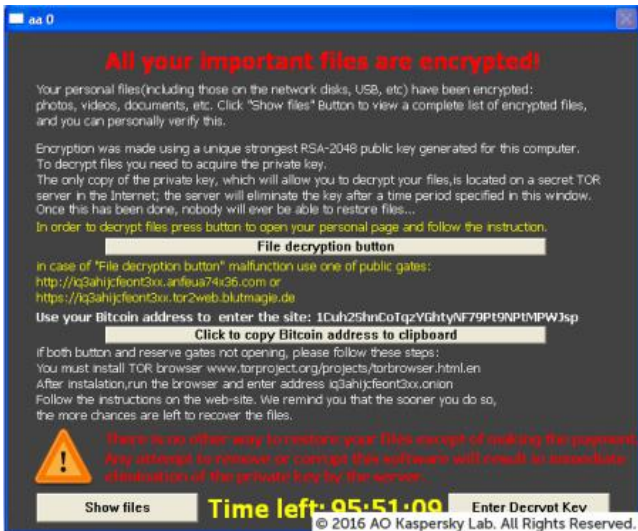 aa 0
All your important files are encrypted!
Your personal files(including those on the network disks, USB, etc) have been encrypted:
photos, videos, documents, etc. Click "Show files" Button to view a complete list of encrypted files,
and you can personally verify this.
Encryption was made using a unique strongest RSA-2048 public key generated for this computer.
To decrypt files you need to acquire the private key.
The only copy of the private key, which will allow you to decrypt your files,is located on a secret TOR
server in the Internet; the server will eliminate the key after a time period specified in this window.
Once this has been done, nobody will ever be able to restore files...
In order to decrypt files press button to open your personal page and follow the instruction.
File decryption button
in case of "File decryption button" malfunction use one of public gates:
http://iq3ahijcfeont3xx.anfeua74x36.com or
https://iq3ahijcfeont3xx.tor2web.blutmagie.de
Use your Bitcoin address to enter the site: 1Cuh25hnCoTqzYGhtyNF79Pt9NPtMPWJsp
Click to copy Bitcoin address to clipboard
if both button and reserve gates not opening, please follow these steps:
You must install TOR browser www.torproject.org/projects/torbrowser.html.en
After instalation,run the browser and enter address iq3ahijcfeont3xx.onion
Follow the instructions on the web-site. We remind you that the sooner you do so,
the more chances are left to recover the files.
There is no other way to restore your files except of making the payment.
Any attempt to remove or corrupt this software will result in immediate
elimination of the private key by the server.
Show files
Time left: 95:51:09
Enter Decrypt Key
© 2016 AO Kaspersky Lab. All Rights Reserved.